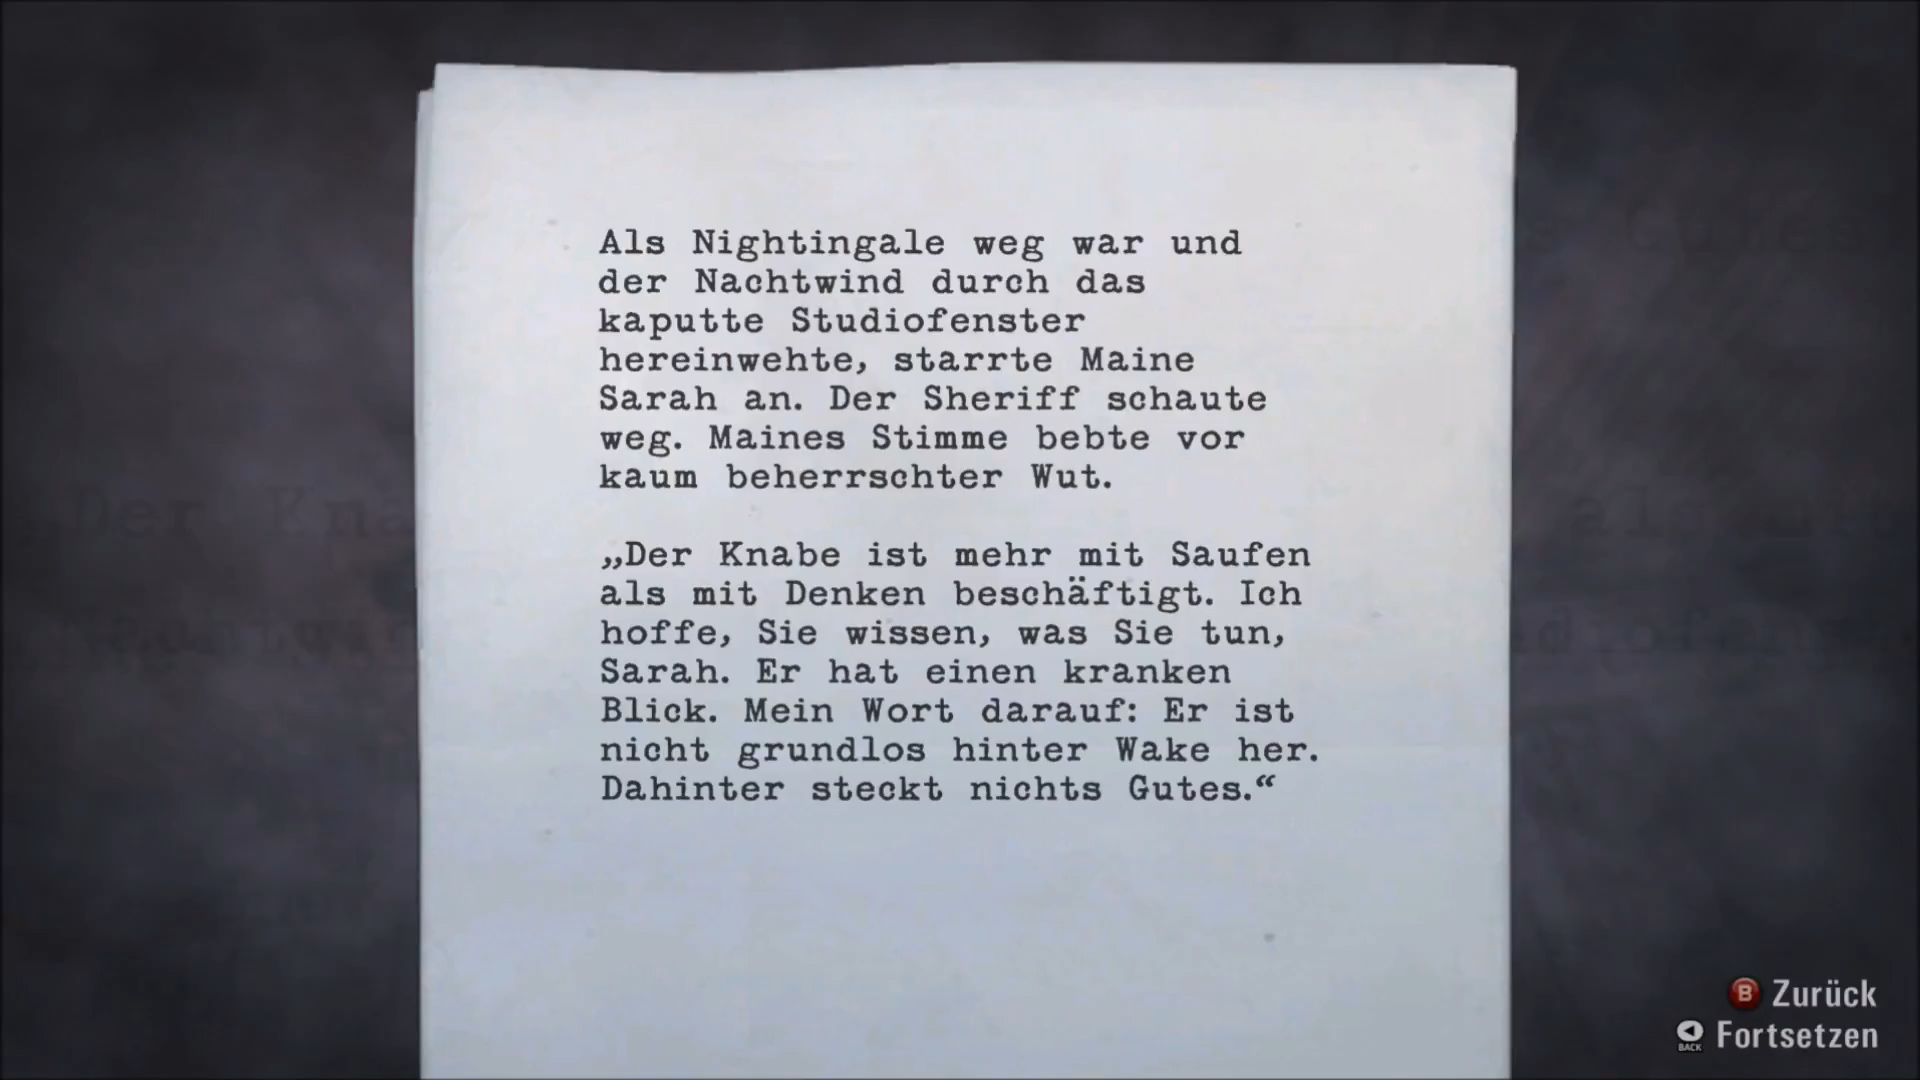 Als Nightingale weg war und
der Nachtwind durch das
kaputte Studiofenster
hereinwehte, starrte Maine
Sarah an. Der Sheriff schaute
weg. Maines Stimme bebte vor
kaum beherrschter Wut.
„Der Knabe ist mehr mit Saufen
als mit Denken beschäftigt. Ich
hoffe, Sie wissen, was Sie tun,
Sarah. Er hat einen kranken
Blick. Mein Wort darauf: Er ist
nicht grundlos hinter Wake her.
Dahinter steckt nichts Gutes.“
B Zurück
BACK Fortsetzen